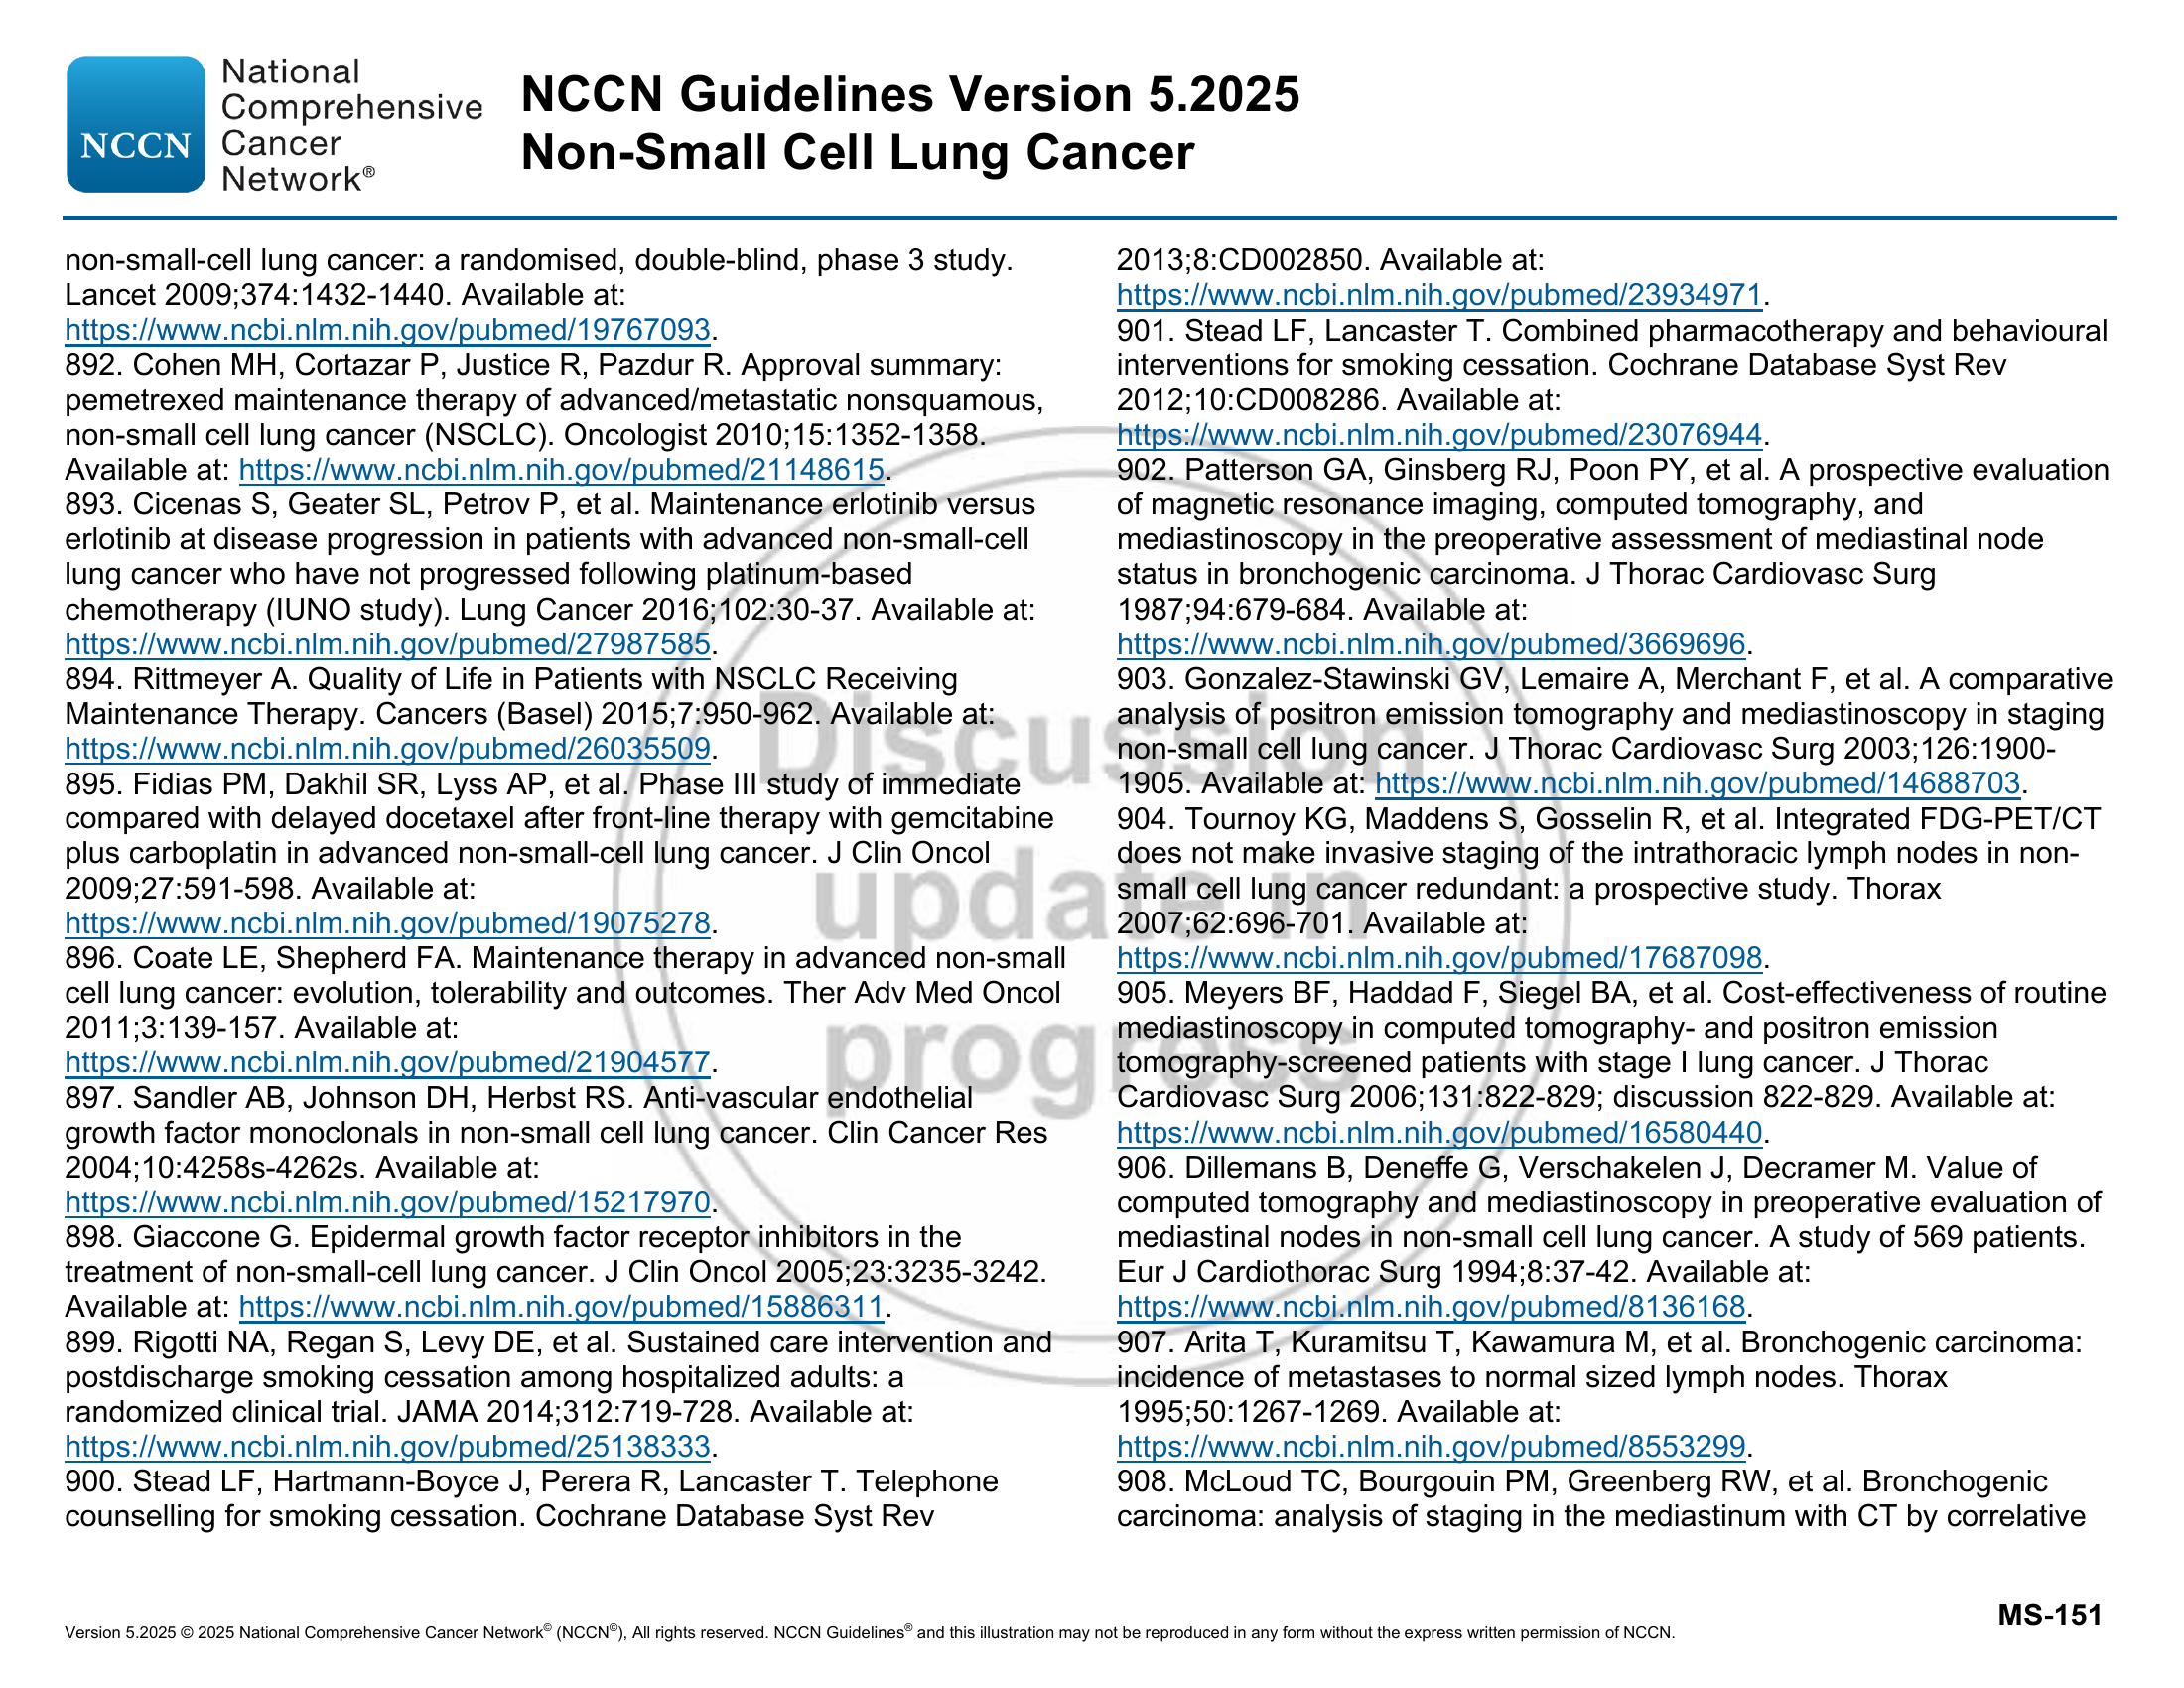 NCCN
National
Comprehensive
Cancer
Network®
NCCN Guidelines Version 5.2025
Non-Small Cell Lung Cancer
non-small-cell lung cancer: a randomised, double-blind, phase 3 study.
Lancet 2009;374:1432-1440. Available at:
https://www.ncbi.nlm.nih.gov/pubmed/19767093.
892. Cohen MH, Cortazar P, Justice R, Pazdur R. Approval summary:
pemetrexed maintenance therapy of advanced/metastatic nonsquamous,
non-small cell lung cancer (NSCLC). Oncologist 2010;15:1352-1358.
Available at: https://www.ncbi.nlm.nih.gov/pubmed/21148615.
893. Cicenas S, Geater SL, Petrov P, et al. Maintenance erlotinib versus
erlotinib at disease progression in patients with advanced non-small-cell
lung cancer who have not progressed following platinum-based
chemotherapy (IUNO study). Lung Cancer 2016;102:30-37. Available at:
https://www.ncbi.nlm.nih.gov/pubmed/27987585.
894. Rittmeyer A. Quality of Life in Patients with NSCLC Receiving
Maintenance Therapy. Cancers (Basel) 2015;7:950-962. Available at:
https://www.ncbi.nlm.nih.gov/pubmed/26035509.
895. Fidias PM, Dakhil SR, Lyss AP, et al. Phase III study of immediate
compared with delayed docetaxel after front-line therapy with gemcitabine
plus carboplatin in advanced non-small-cell lung cancer. J Clin Oncol
2009;27:591-598. Available at:
https://www.ncbi.nlm.nih.gov/pubmed/19075278.
896. Coate LE, Shepherd FA. Maintenance therapy in advanced non-small
cell lung cancer: evolution, tolerability and outcomes. Ther Adv Med Oncol
2011;3:139-157. Available at:
https://www.ncbi.nlm.nih.gov/pubmed/21904577.
897. Sandler AB, Johnson DH, Herbst RS. Anti-vascular endothelial
growth factor monoclonals in non-small cell lung cancer. Clin Cancer Res
2004;10:4258s-4262s. Available at:
https://www.ncbi.nlm.nih.gov/pubmed/15217970.
898. Giaccone G. Epidermal growth factor receptor inhibitors in the
treatment of non-small-cell lung cancer. J Clin Oncol 2005;23:3235-3242.
Available at: https://www.ncbi.nlm.nih.gov/pubmed/15886311.
899. Rigotti NA, Regan S, Levy DE, et al. Sustained care intervention and
postdischarge smoking cessation among hospitalized adults: a
randomized clinical trial. JAMA 2014;312:719-728. Available at:
https://www.ncbi.nlm.nih.gov/pubmed/25138333.
900. Stead LF, Hartmann-Boyce J, Perera R, Lancaster T. Telephone
counselling for smoking cessation. Cochrane Database Syst Rev
2013;8:CD002850. Available at:
https://www.ncbi.nlm.nih.gov/pubmed/23934971.
901. Stead LF, Lancaster T. Combined pharmacotherapy and behavioural
interventions for smoking cessation. Cochrane Database Syst Rev
2012;10:CD008286. Available at:
https://www.ncbi.nlm.nih.gov/pubmed/23076944.
902. Patterson GA, Ginsberg RJ, Poon PY, et al. A prospective evaluation
of magnetic resonance imaging, computed tomography, and
mediastinoscopy in the preoperative assessment of mediastinal node
status in bronchogenic carcinoma. J Thorac Cardiovasc Surg
1987;94:679-684. Available at:
https://www.ncbi.nlm.nih.gov/pubmed/3669696.
903. Gonzalez-Stawinski GV, Lemaire A, Merchant F, et al. A comparative
analysis of positron emission tomography and mediastinoscopy in staging
non-small cell lung cancer. J Thorac Cardiovasc Surg 2003;126:1900-
1905. Available at: https://www.ncbi.nlm.nih.gov/pubmed/14688703.
904. Tournoy KG, Maddens S, Gosselin R, et al. Integrated FDG-PET/CT
does not make invasive staging of the intrathoracic lymph nodes in non-
small cell lung cancer redundant: a prospective study. Thorax
2007;62:696-701. Available at:
https://www.ncbi.nlm.nih.gov/pubmed/17687098.
905. Meyers BF, Haddad F, Siegel BA, et al. Cost-effectiveness of routine
mediastinoscopy in computed tomography- and positron emission
tomography-screened patients with stage I lung cancer. J Thorac
Cardiovasc Surg 2006;131:822-829; discussion 822-829. Available at:
https://www.ncbi.nlm.nih.gov/pubmed/16580440.
906. Dillemans B, Deneffe G, Verschakelen J, Decramer M. Value of
computed tomography and mediastinoscopy in preoperative evaluation of
mediastinal nodes in non-small cell lung cancer. A study of 569 patients.
Eur J Cardiothorac Surg 1994;8:37-42. Available at:
https://www.ncbi.nlm.nih.gov/pubmed/8136168.
907. Arita T, Kuramitsu T, Kawamura M, et al. Bronchogenic carcinoma:
incidence of metastases to normal sized lymph nodes. Thorax
1995;50:1267-1269. Available at:
https://www.ncbi.nlm.nih.gov/pubmed/8553299.
908. McLoud TC, Bourgouin PM, Greenberg RW, et al. Bronchogenic
carcinoma: analysis of staging in the mediastinum with CT by correlative
Discussion
update in
progress
MS-151
Version 5.2025 © 2025 National Comprehensive Cancer Network© (NCCN©), All rights reserved. NCCN Guidelines® and this illustration may not be reproduced in any form without the express written permission of NCCN.